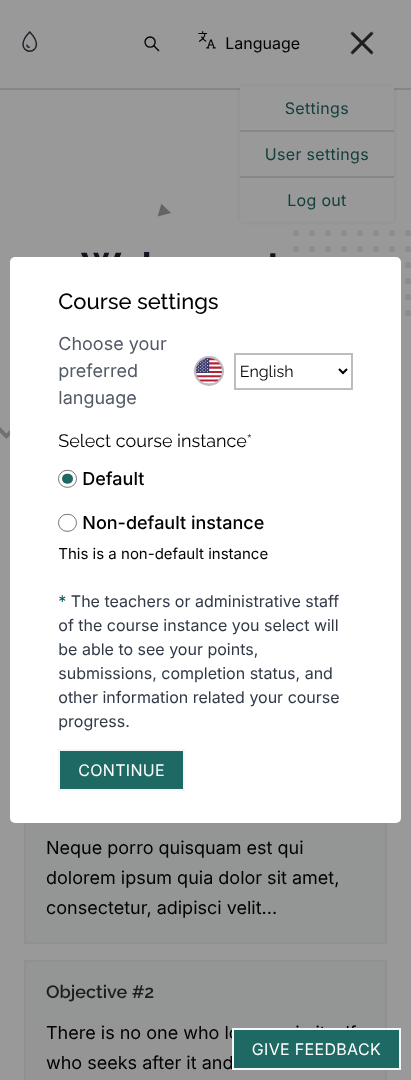 Language
Settings
User settings
Log out
Course settings
Choose your
preferred
language
English
Select course instance*
Default
Non-default instance
This is a non-default instance
* The teachers or administrative staff
of the course instance you select will
be able to see your points,
submissions, completion status, and
other information related your course
progress.
CONTINUE
Neque porro quisquam est qui
dolorem ipsum quia dolor sit amet,
consectetur, adipisci velit...
Objective #2
There is no one who
who seeks after it and
GIVE FEEDBACK